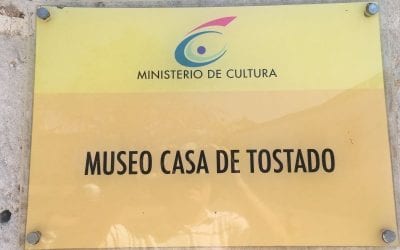 MINISTERIO DE CULTURA
MUSEO CASA DE TOSTADO